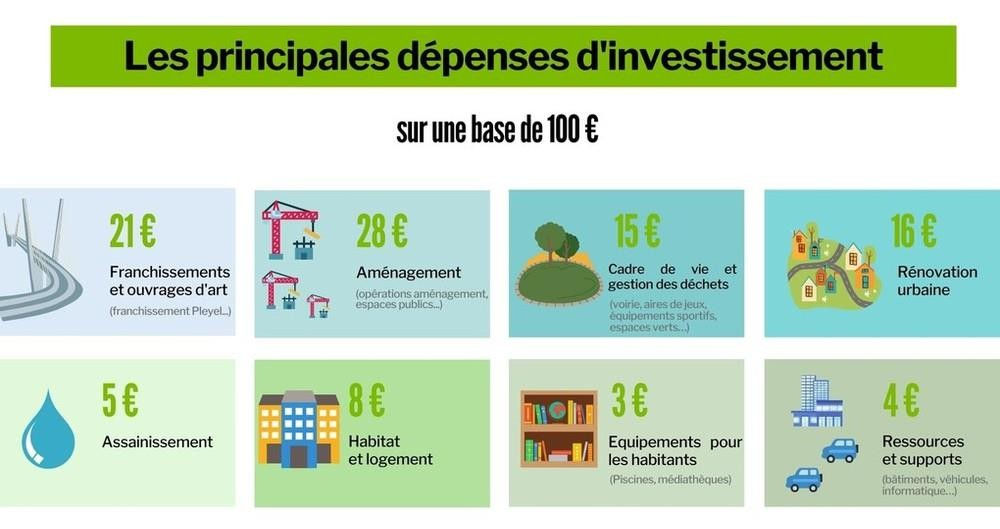 Les principales dépenses d'investissement
sur une base de 100 €
21 €
Franchissements
et ouvrages d'art
(franchissement Pleyel...)
28 €
Aménagement
(opérations aménagement,
espaces publics...)
15 €
Cadre de vie et
gestion des déchets
(voirie, aires de jeux,
équipements sportifs,
espaces verts...)
16 €
Rénovation
urbaine
5 €
Assainissement
8 €
Habitat
et logement
3 €
Equipements pour
les habitants
(Piscines, médiathèques)
4 €
Ressources
et supports
(bâtiments, véhicules,
informatique...)